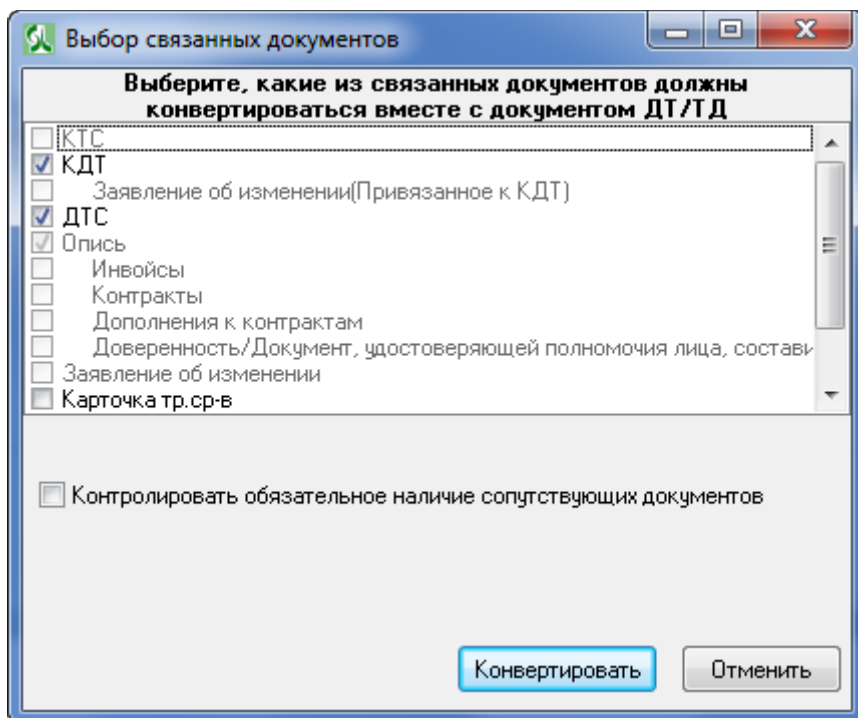 Выбор связанных документов
Выберите, какие из связанных документов должны
конвертироваться вместе с документом ДТ/ТД
КТС
КДТ
Заявление об изменении(Привязанное к КДТ)
ДТС
Опись
Инвойсы
Контракты
Дополнения к контрактам
Доверенность/Документ, удостоверяющей полномочия лица, состави
Заявление об изменении
Карточка тр.ср-в
Контролировать обязательное наличие сопутствующих документов
Конвертировать
Отменить